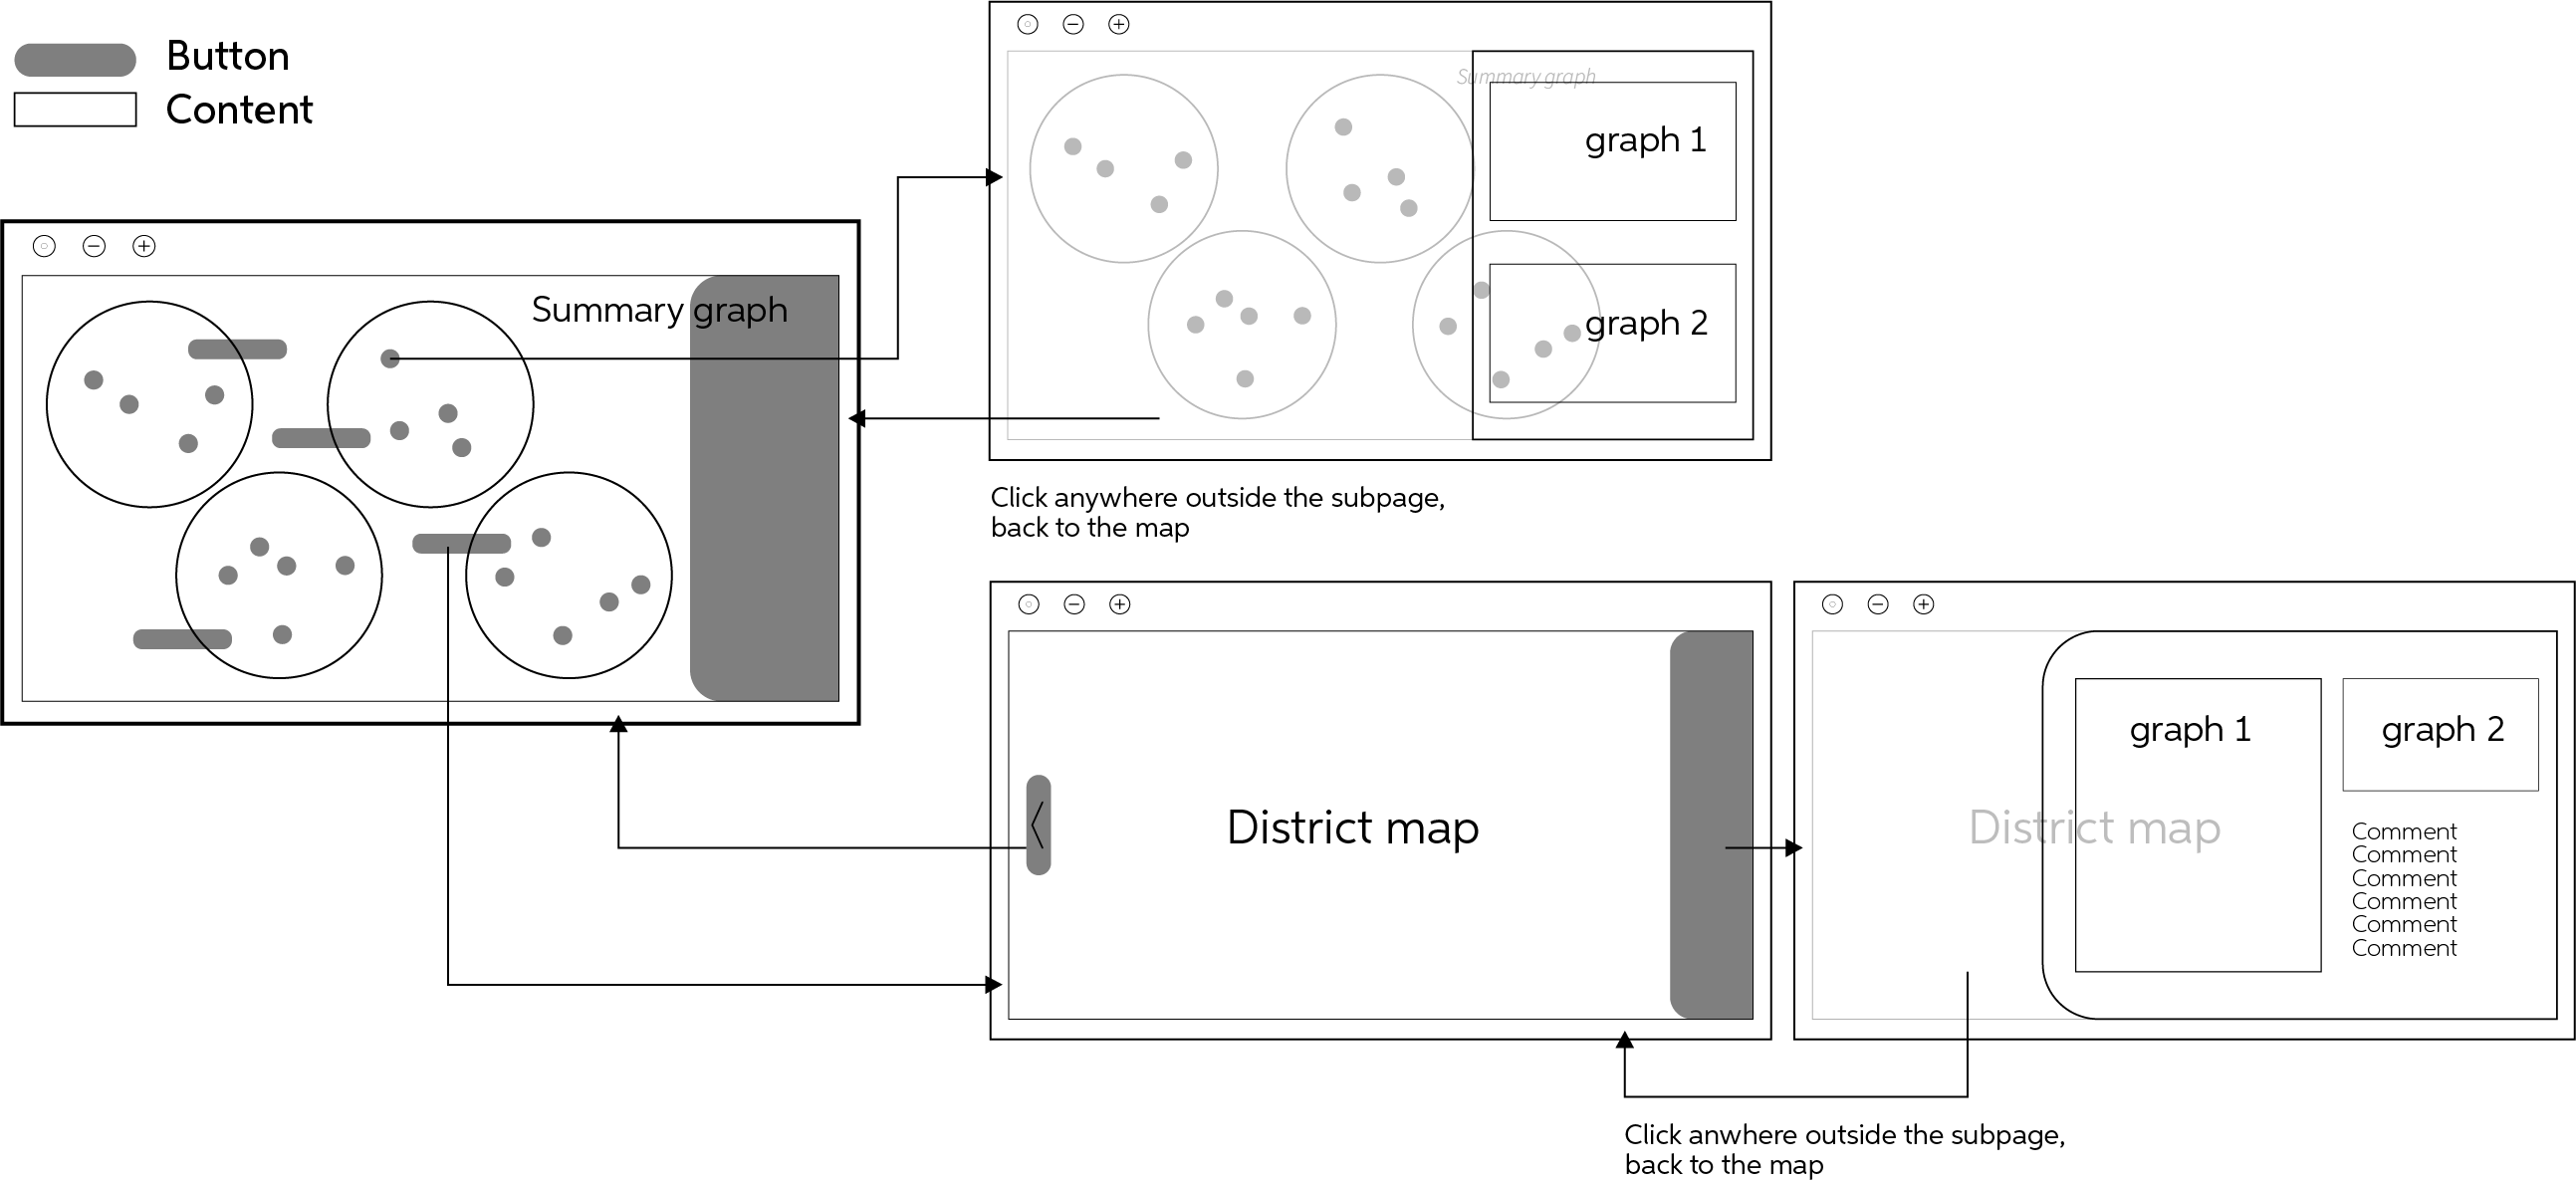 Button
Content
Summary graph
Summary graph
graph 1
graph 2
Click anywhere outside the subpage,
back to the map
District map
District map
graph 1
graph 2
Comment
Comment
Comment
Comment
Comment
Comment
Click anwhere outside the subpage,
back to the map